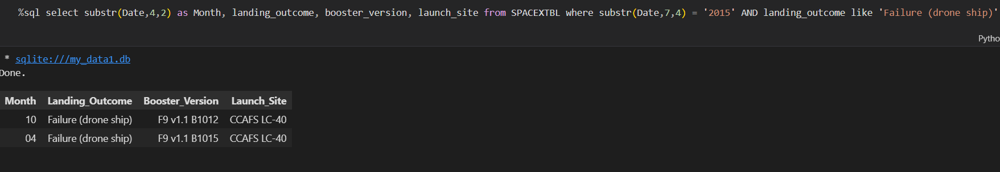 %sql select substr(Date,4,2) as Month, landing_outcome, booster_version, launch_site from SPACEXTBL where substr(Date,7,4) = '2015' AND landing_outcome like 'Failure (drone ship)'
Pytho
* sqlite:///my_data1.db
Done.
Month Landing_Outcome Booster_Version Launch_Site
10 Failure (drone ship) F9 v1.1 B1012 CCAFS LC-40
04 Failure (drone ship) F9 v1.1 B1015 CCAFS LC-40